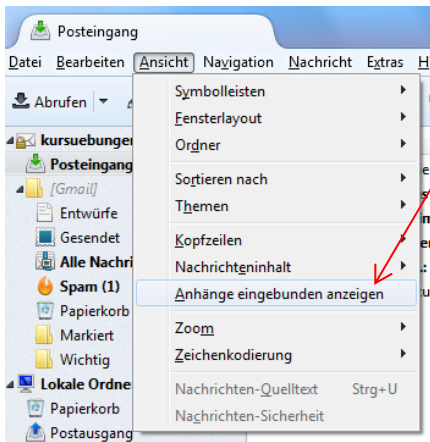 Posteingang
Datei Bearbeiten Ansicht Navigation Nachricht Extras H
Abrufen
Symbolleisten
Fensterlayout
Ordner
Sortieren nach
Themen
Kopfzeilen
Nachrichteninhalt
Anhänge eingebunden anzeigen
Zoom
Zeichenkodierung
Nachrichten-Quelltext Strg+U
Nachrichten-Sicherheit
kursuebunge
Posteingang
[Gmail]
Entwürfe
Gesendet
Alle Nachri
Spam (1)
Papierkorb
Markiert
Wichtig
Lokale Ordne
Papierkorb
Postausgang